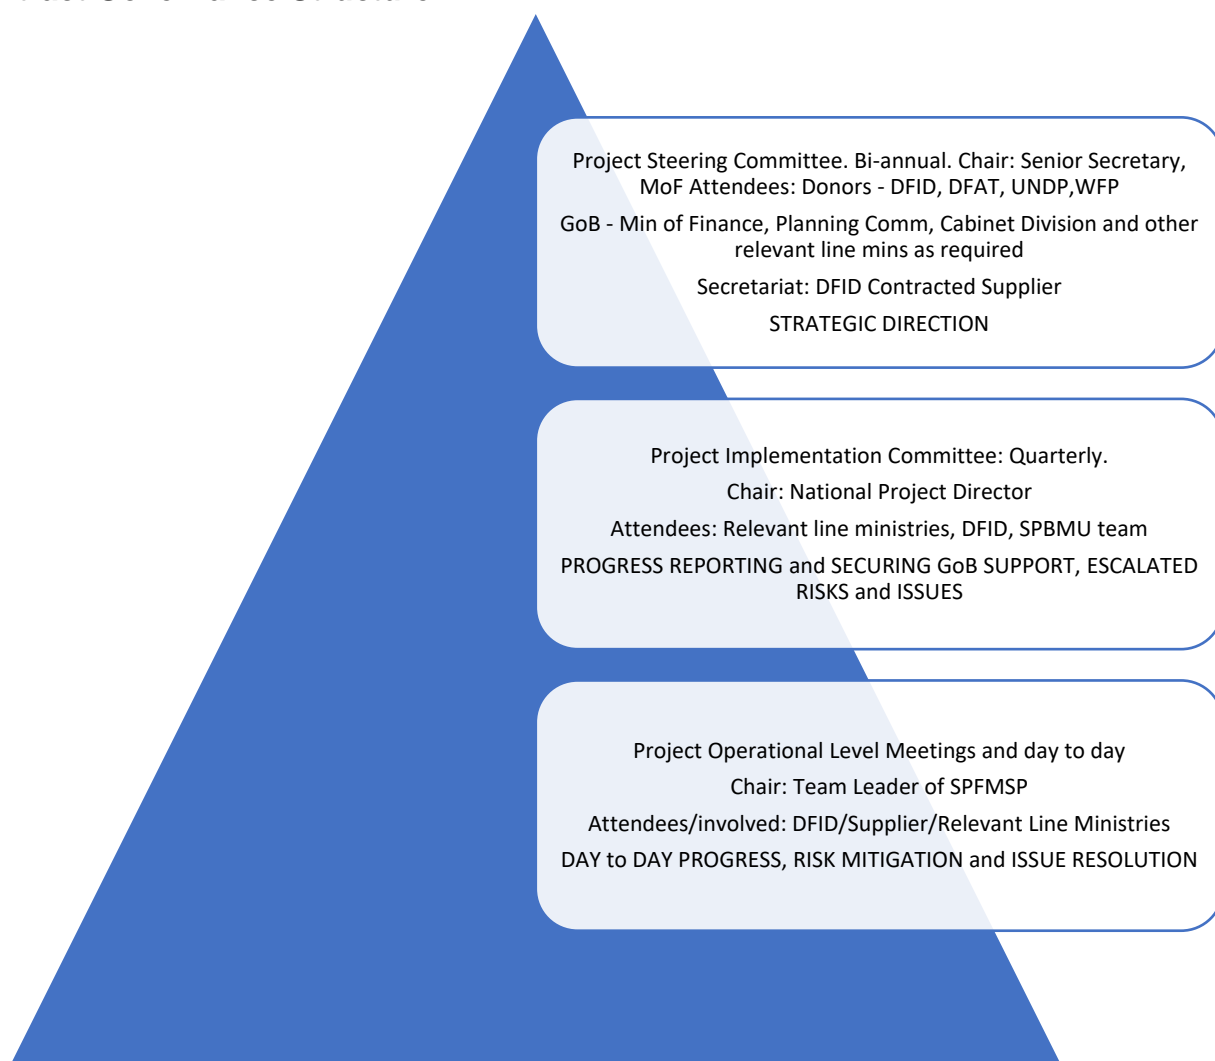 Project Steering Committee. Bi-annual. Chair: Senior Secretary,
MoF Attendees: Donors - DFID, DFAT, UNDP,WFP
GoB - Min of Finance, Planning Comm, Cabinet Division and other
relevant line mins as required
Secretariat: DFID Contracted Supplier
STRATEGIC DIRECTION
Project Implementation Committee: Quarterly.
Chair: National Project Director
Attendees: Relevant line ministries, DFID, SPBMU team
PROGRESS REPORTING and SECURING GoB SUPPORT, ESCALATED
RISKS and ISSUES
Project Operational Level Meetings and day to day
Chair: Team Leader of SPFMSP
Attendees/involved: DFID/Supplier/Relevant Line Ministries
DAY to DAY PROGRESS, RISK MITIGATION and ISSUE RESOLUTION